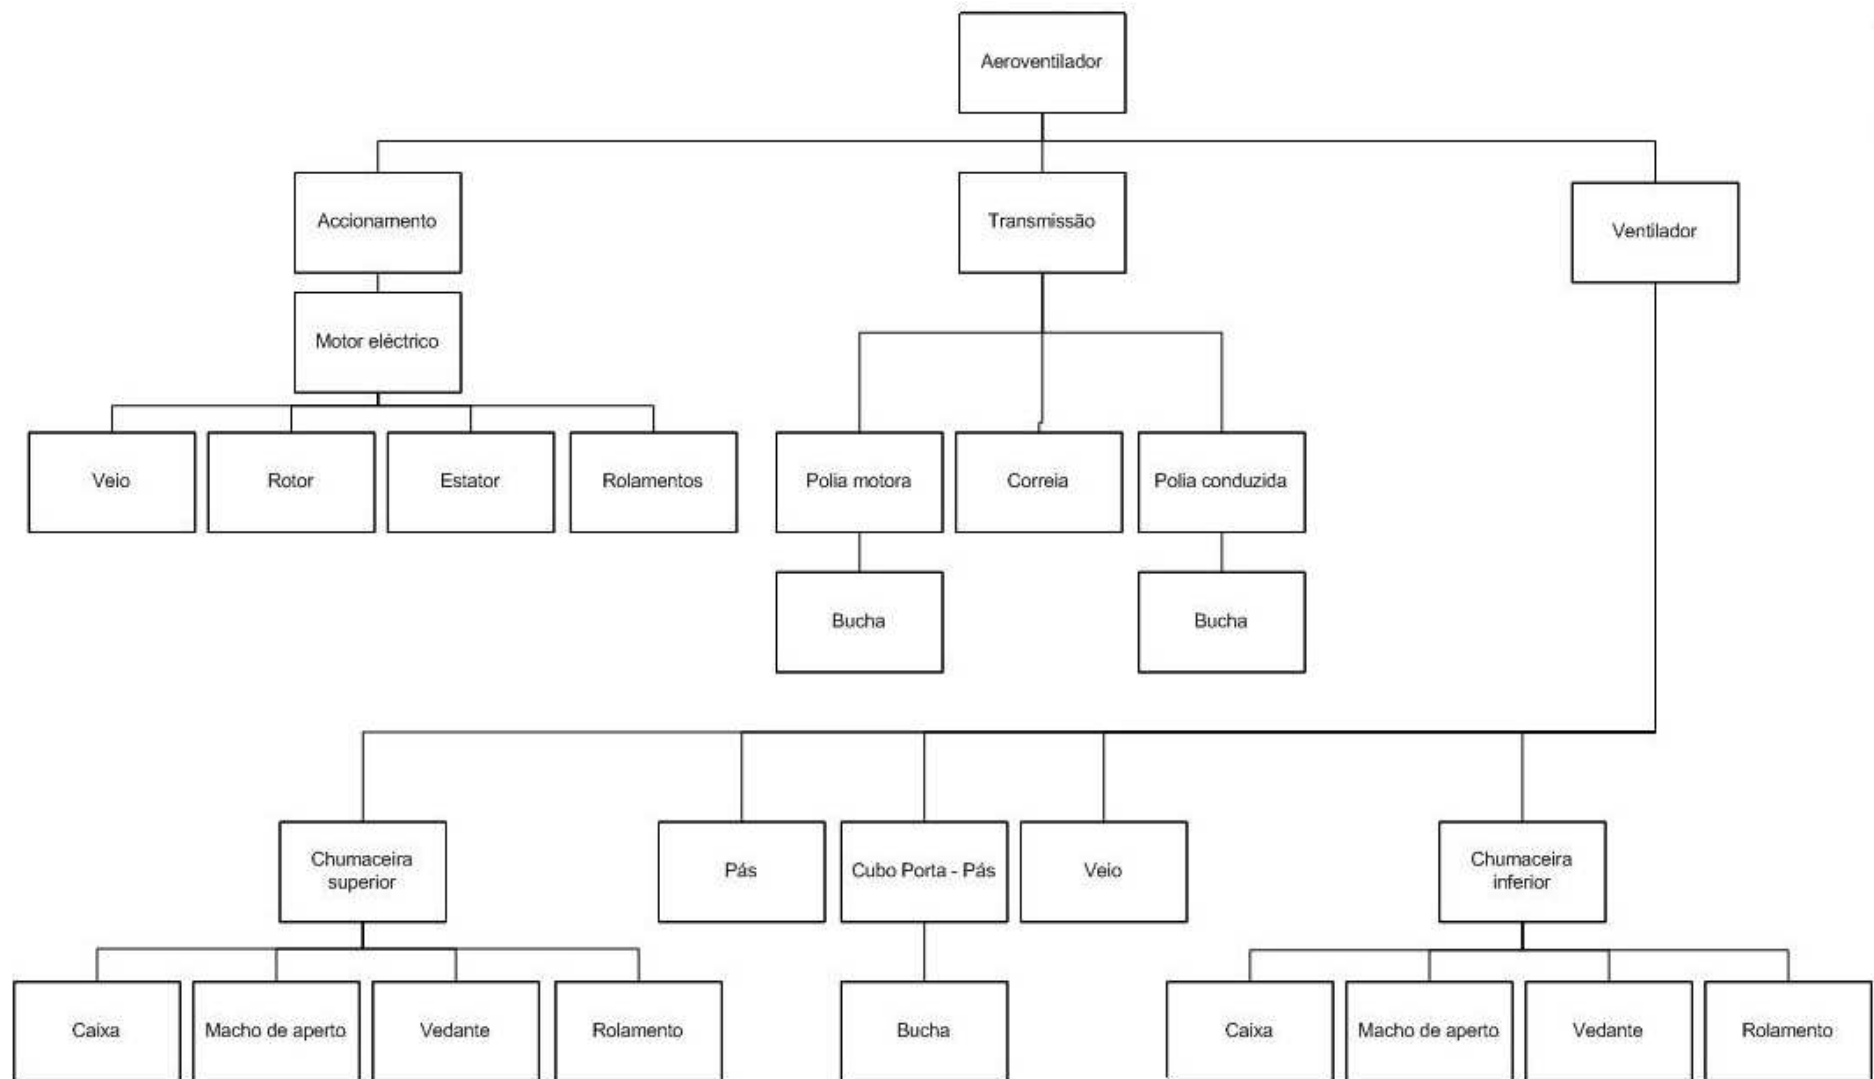 Aeroventilador
Accionamento
Transmissão
Ventilador
Motor eléctrico
Veio
Rotor
Estator
Rolamentos
Polia motora
Correia
Polia conduzida
Bucha
Bucha
Chumaceira
superior
Pás
Cubo Porta - Pás
Veio
Chumaceira
inferior
Caixa
Macho de aperto
Vedante
Rolamento
Bucha
Caixa
Macho de aperto
Vedante
Rolamento